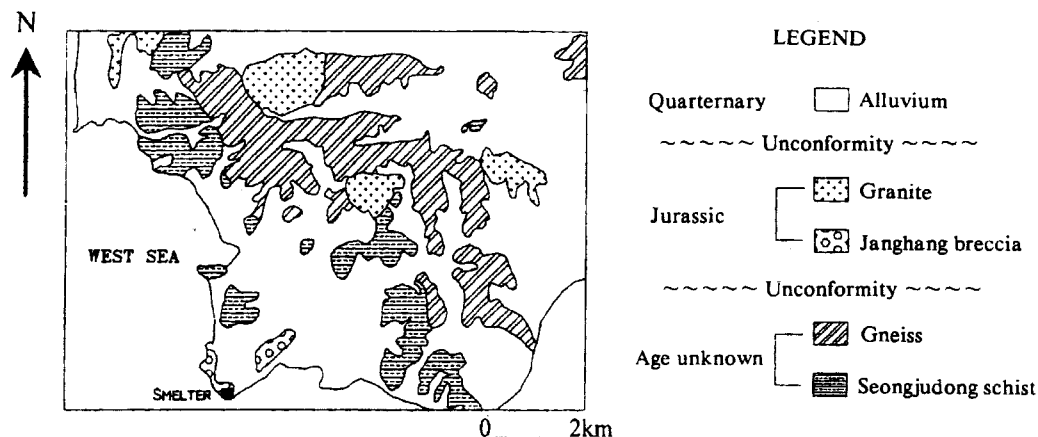 N
LEGEND
Quarternary Alluvium
~~~~~ Unconformity ~~~~
Jurassic
Granite
Janghang breccia
~~~~~ Unconformity ~~~~
Age unknown
Gneiss
Seongjudong schist
WEST SEA
SMELTER
0 2km